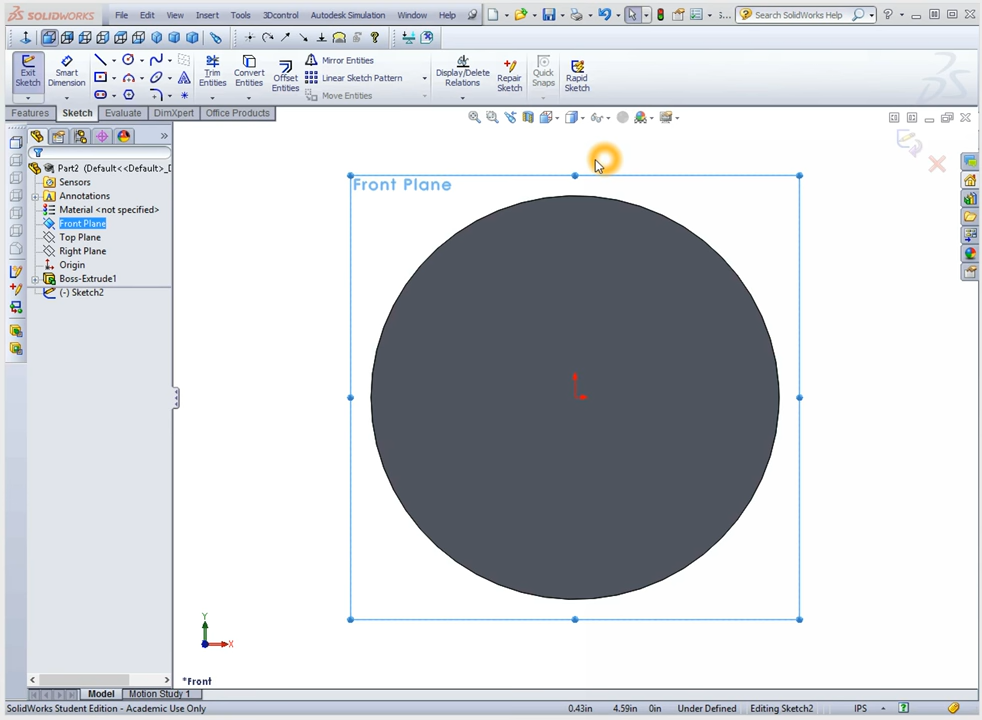 SOLIDWORKS File Edit View Insert Tools 3Dcontrol Autodesk Simulation Window Help Search SolidWorks Help
Exit Sketch
Smart Dimension
Trim Entities
Convert Entities
Offset Entities
Mirror Entities
Linear Sketch Pattern
Move Entities
Display/Delete Relations
Repair Sketch
Quick Snaps
Rapid Sketch
Features Sketch Evaluate DimXpert Office Products
Part2 (Default<<Default>_D
Sensors
Annotations
Material <not specified>
Front Plane
Top Plane
Right Plane
Origin
Boss-Extrude1
(-) Sketch2
Front Plane
Y
X
*Front
Model Motion Study 1
SolidWorks Student Edition - Academic Use Only 0.43in 4.59in 0in Under Defined Editing Sketch2 IPS